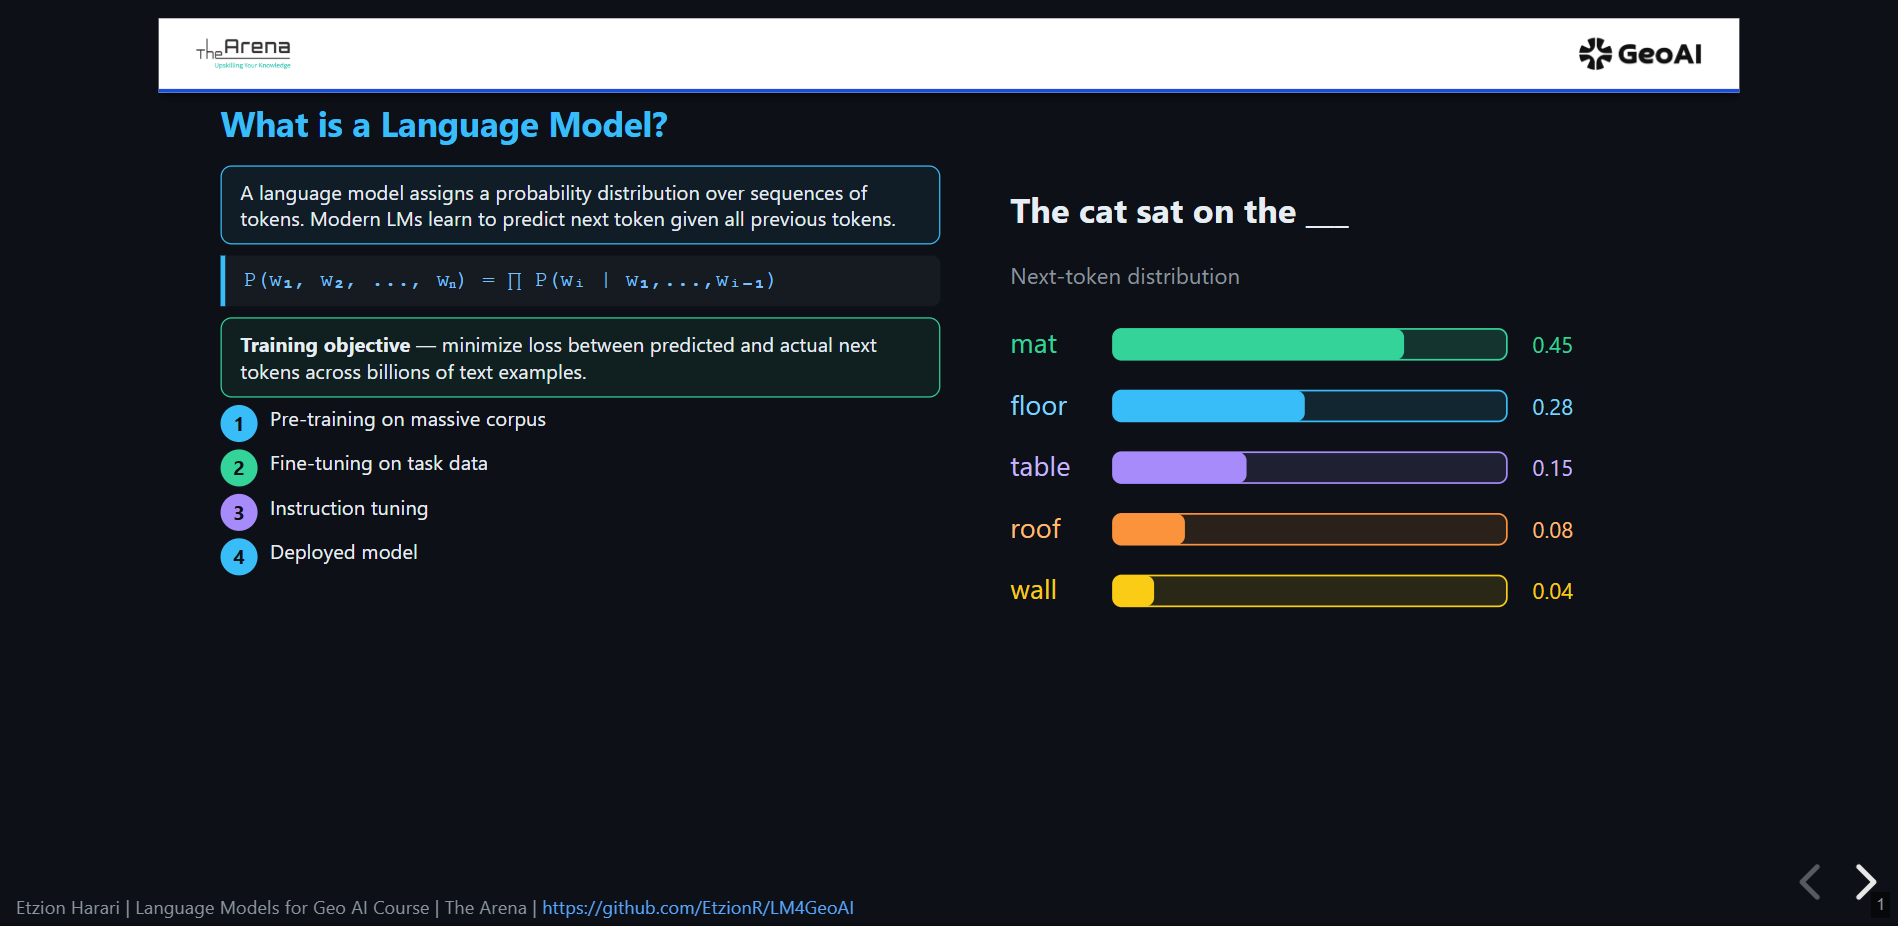 The Arena
Upskilling Your Knowledge
GeoAI
What is a Language Model?
A language model assigns a probability distribution over sequences of
tokens. Modern LMs learn to predict next token given all previous tokens.
P(w₁, w₂, ..., wₙ) = ∏ P(wᵢ | w₁,...,wᵢ₋₁)
Training objective — minimize loss between predicted and actual next
tokens across billions of text examples.
1 Pre-training on massive corpus
2 Fine-tuning on task data
3 Instruction tuning
4 Deployed model
The cat sat on the ___
Next-token distribution
mat 0.45
floor 0.28
table 0.15
roof 0.08
wall 0.04
Etzion Harari | Language Models for Geo AI Course | The Arena | https://github.com/EtzionR/LM4GeoAI
1